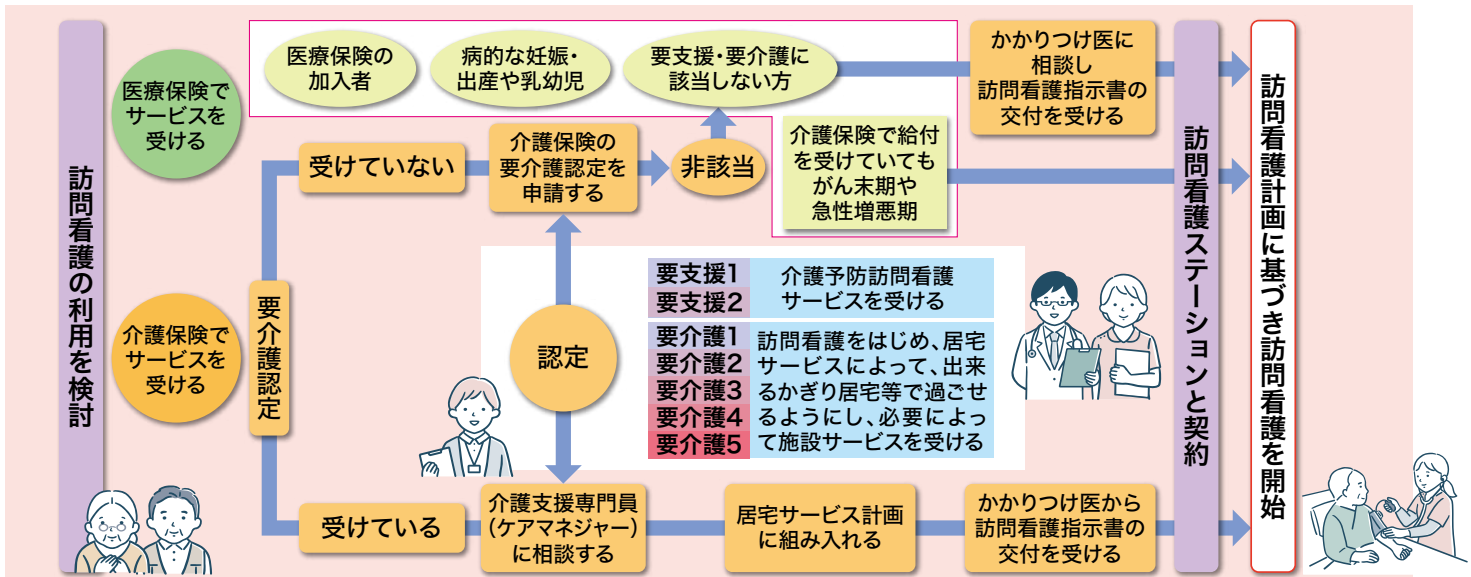 訪問看護の利用を検討
医療保険で
サービスを
受ける
医療保険の
加入者
病的な妊娠・
出産や乳幼児
要支援・要介護に
該当しない方
かかりつけ医に
相談し
訪問看護指示書の
交付を受ける
介護保険で
サービスを
受ける
要介護認定
受けていない
介護保険の
要介護認定を
申請する
非該当
介護保険で給付
を受けていても
がん末期や
急性増悪期
認定
要支援1
要支援2
介護予防訪問看護
サービスを受ける
要介護1
要介護2
要介護3
要介護4
要介護5
訪問看護をはじめ、居宅
サービスによって、出来
るかぎり居宅等で過ごせ
るようにし、必要によっ
て施設サービスを受ける
受けている
介護支援専門員
(ケアマネジャー)
に相談する
居宅サービス計画
に組み入れる
かかりつけ医から
訪問看護指示書の
交付を受ける
訪問看護ステーションと契約
訪問看護計画に基づき訪問看護を開始